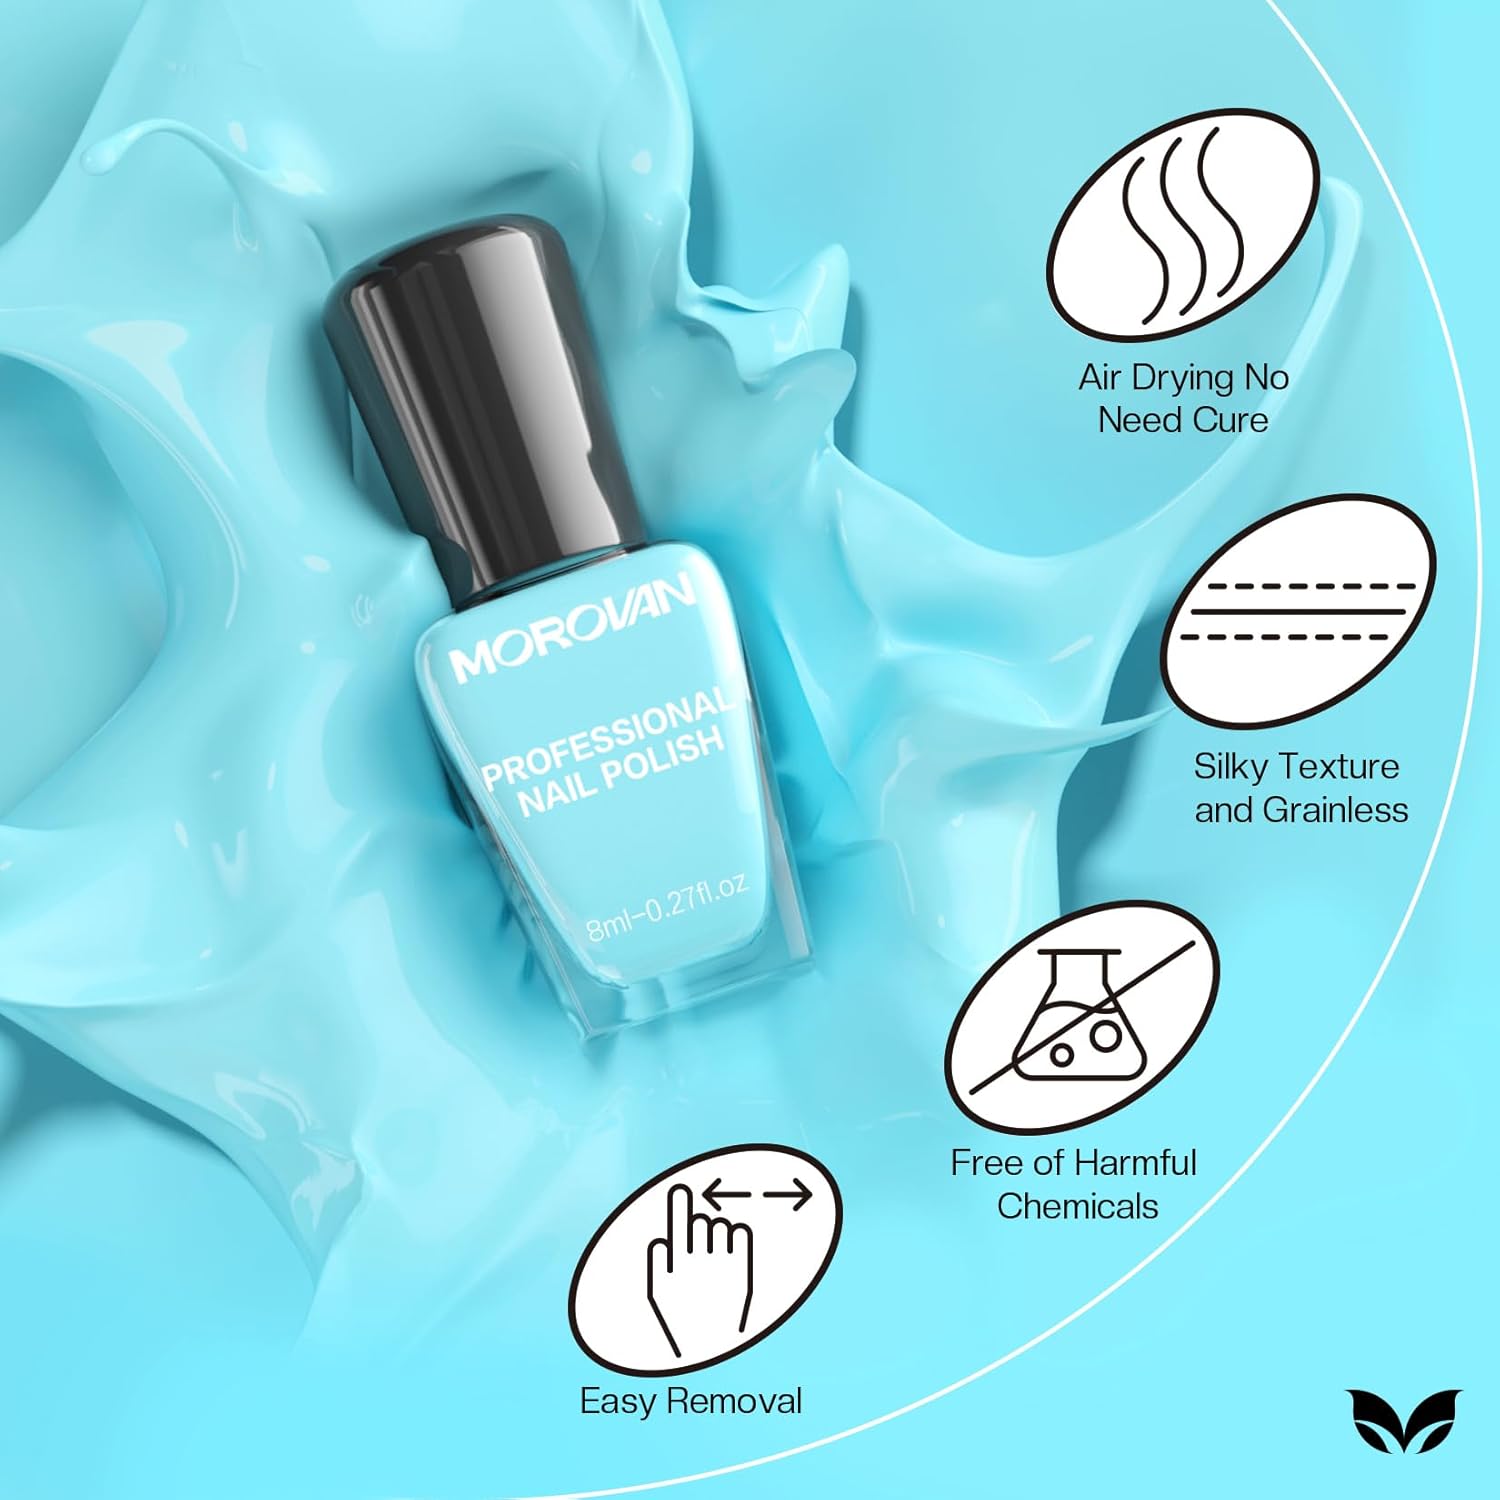 MOROVAN
PROFESSIONAL
NAIL POLISH
8ml-0.27fl.oz
Air Drying No
Need Cure
Silky Texture
and Grainless
Free of Harmful
Chemicals
Easy Removal